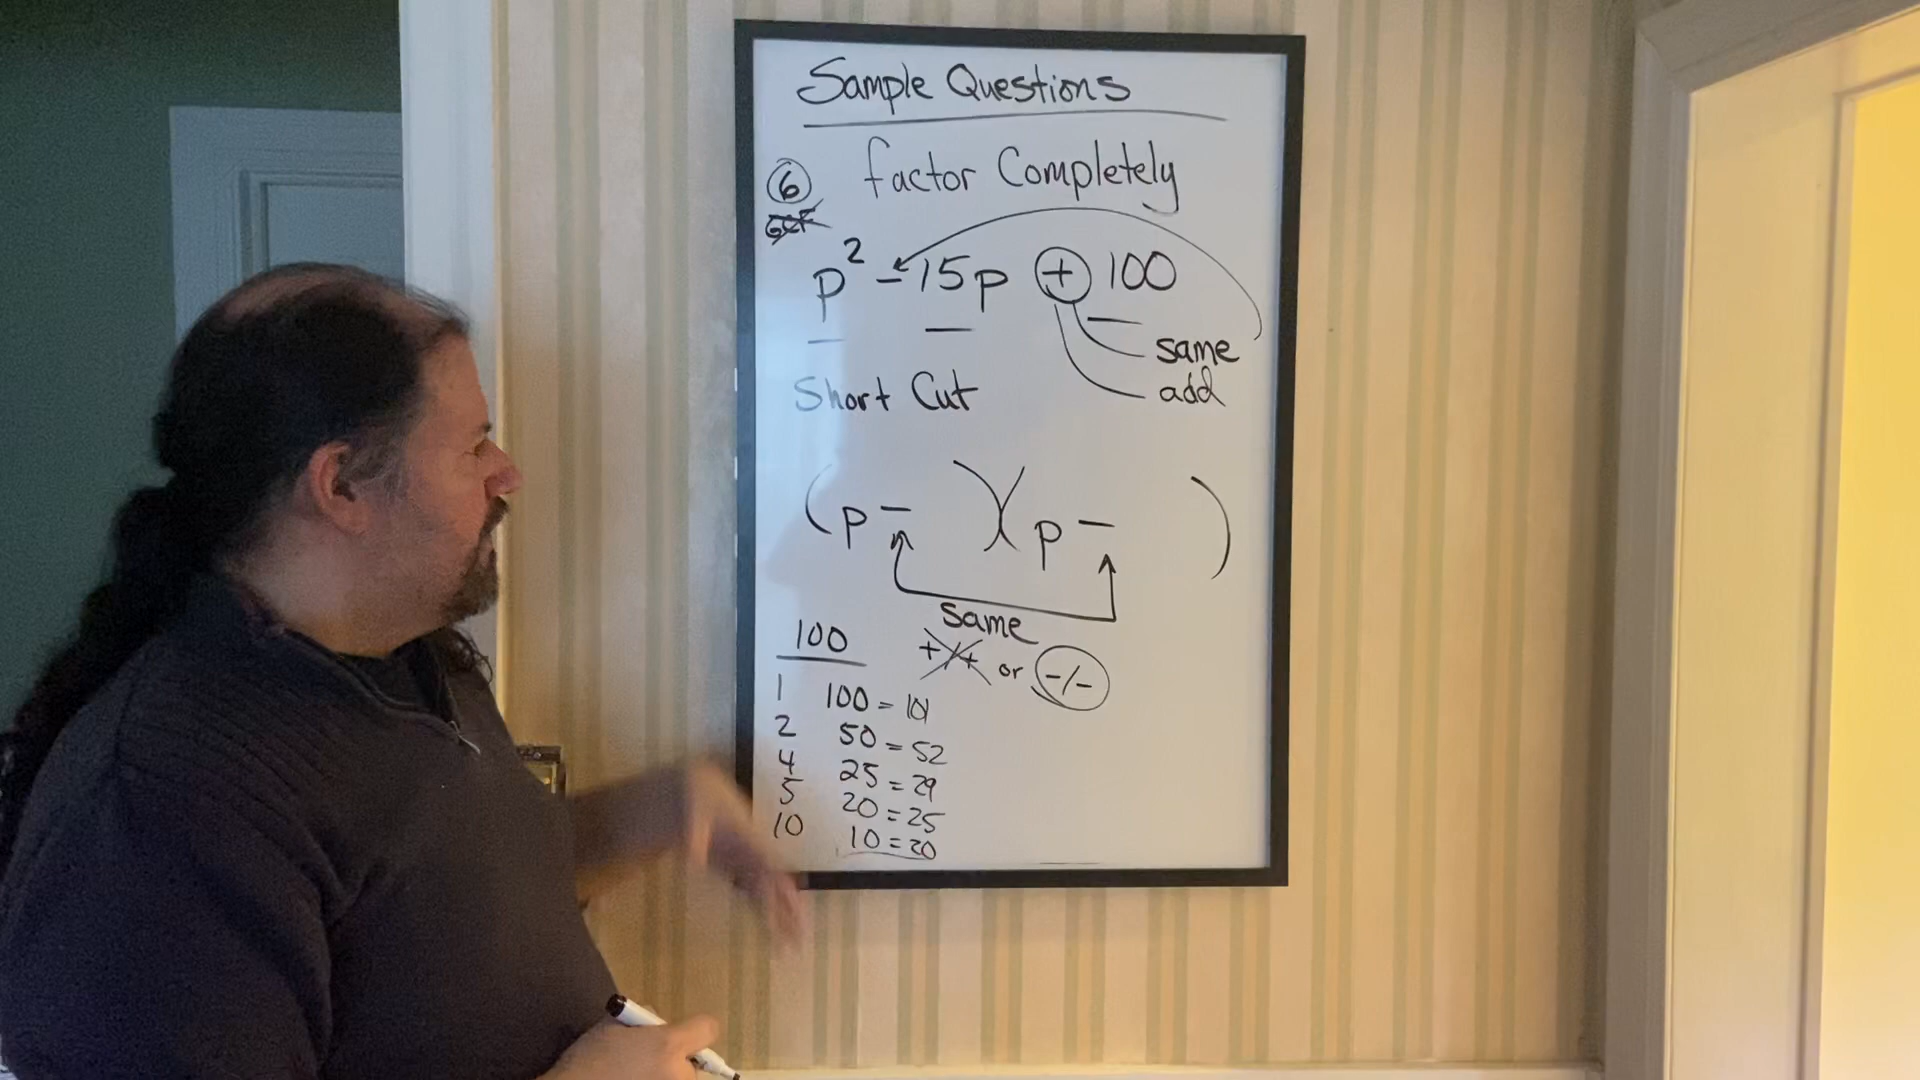 Sample Questions
6 factor Completely
GCF
p² - 15p + 100
same
Short Cut add
(p - )(p - )
same
100 +/+ or -/-
1 100 = 101
2 50 = 52
4 25 = 29
5 20 = 25
10 10 = 20